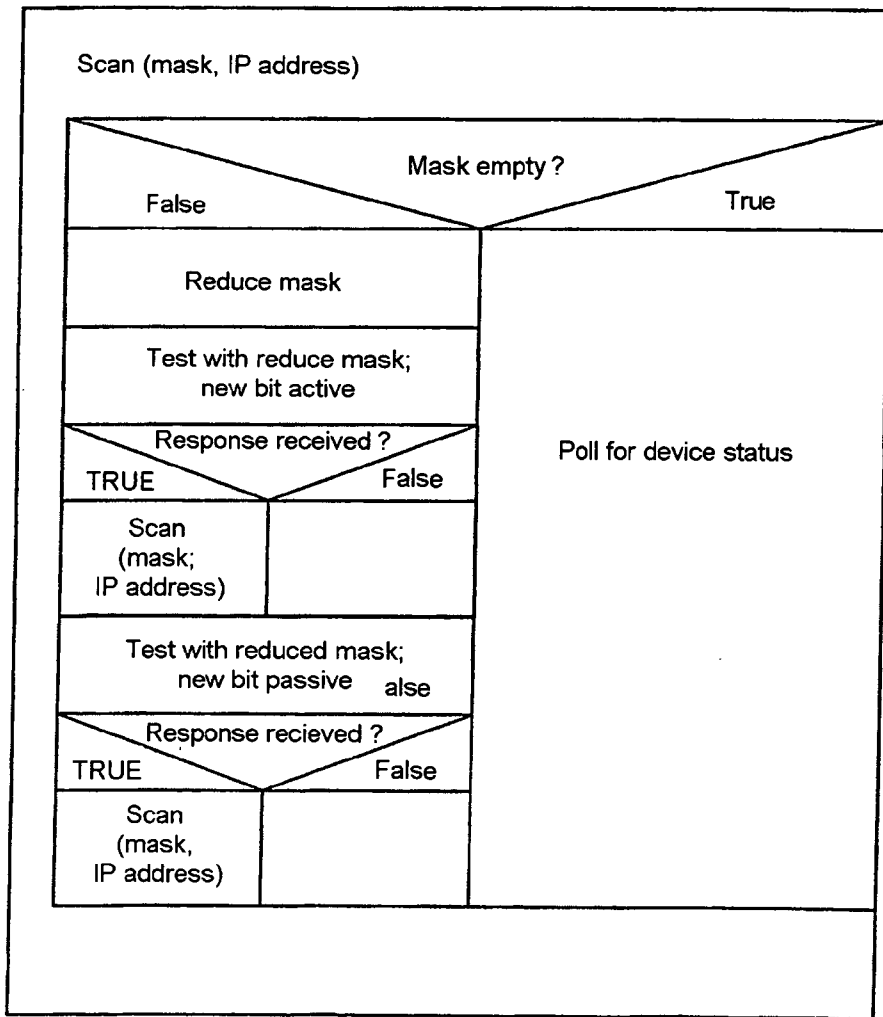 Scan (mask, IP address)
Mask empty ?
False
True
Reduce mask
Test with reduce mask;
new bit active
Response received ?
TRUE
False
Poll for device status
Scan
(mask;
IP address)
Test with reduced mask;
new bit passive
alse
Response recieved ?
TRUE
False
Scan
(mask,
IP address)